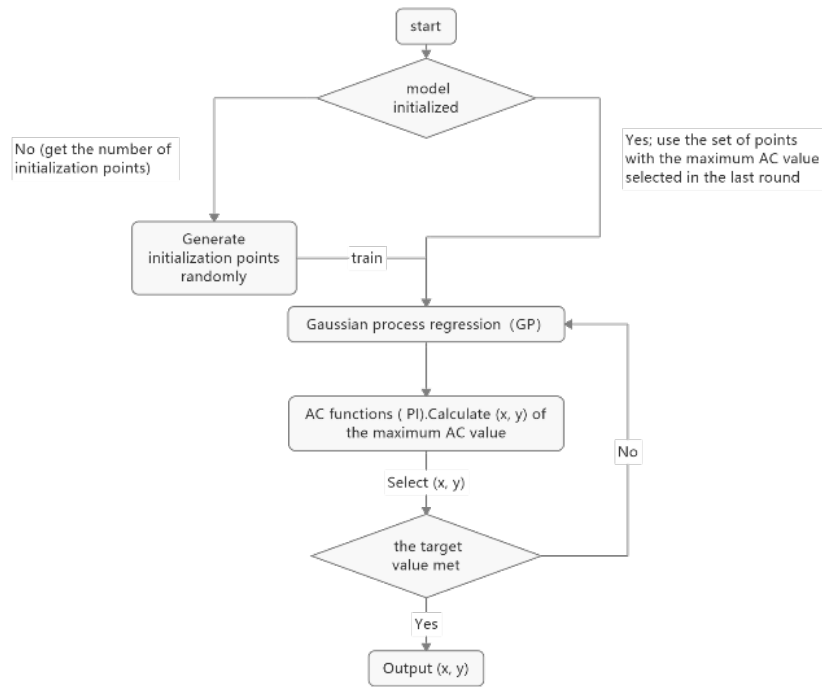 start
model
initialized
No (get the number of
initialization points)
Yes; use the set of points
with the maximum AC value
selected in the last round
Generate
initialization points
randomly
train
Gaussian process regression（GP）
AC functions ( PI).Calculate (x, y) of
the maximum AC value
No
Select (x, y)
the target
value met
Yes
Output (x, y)